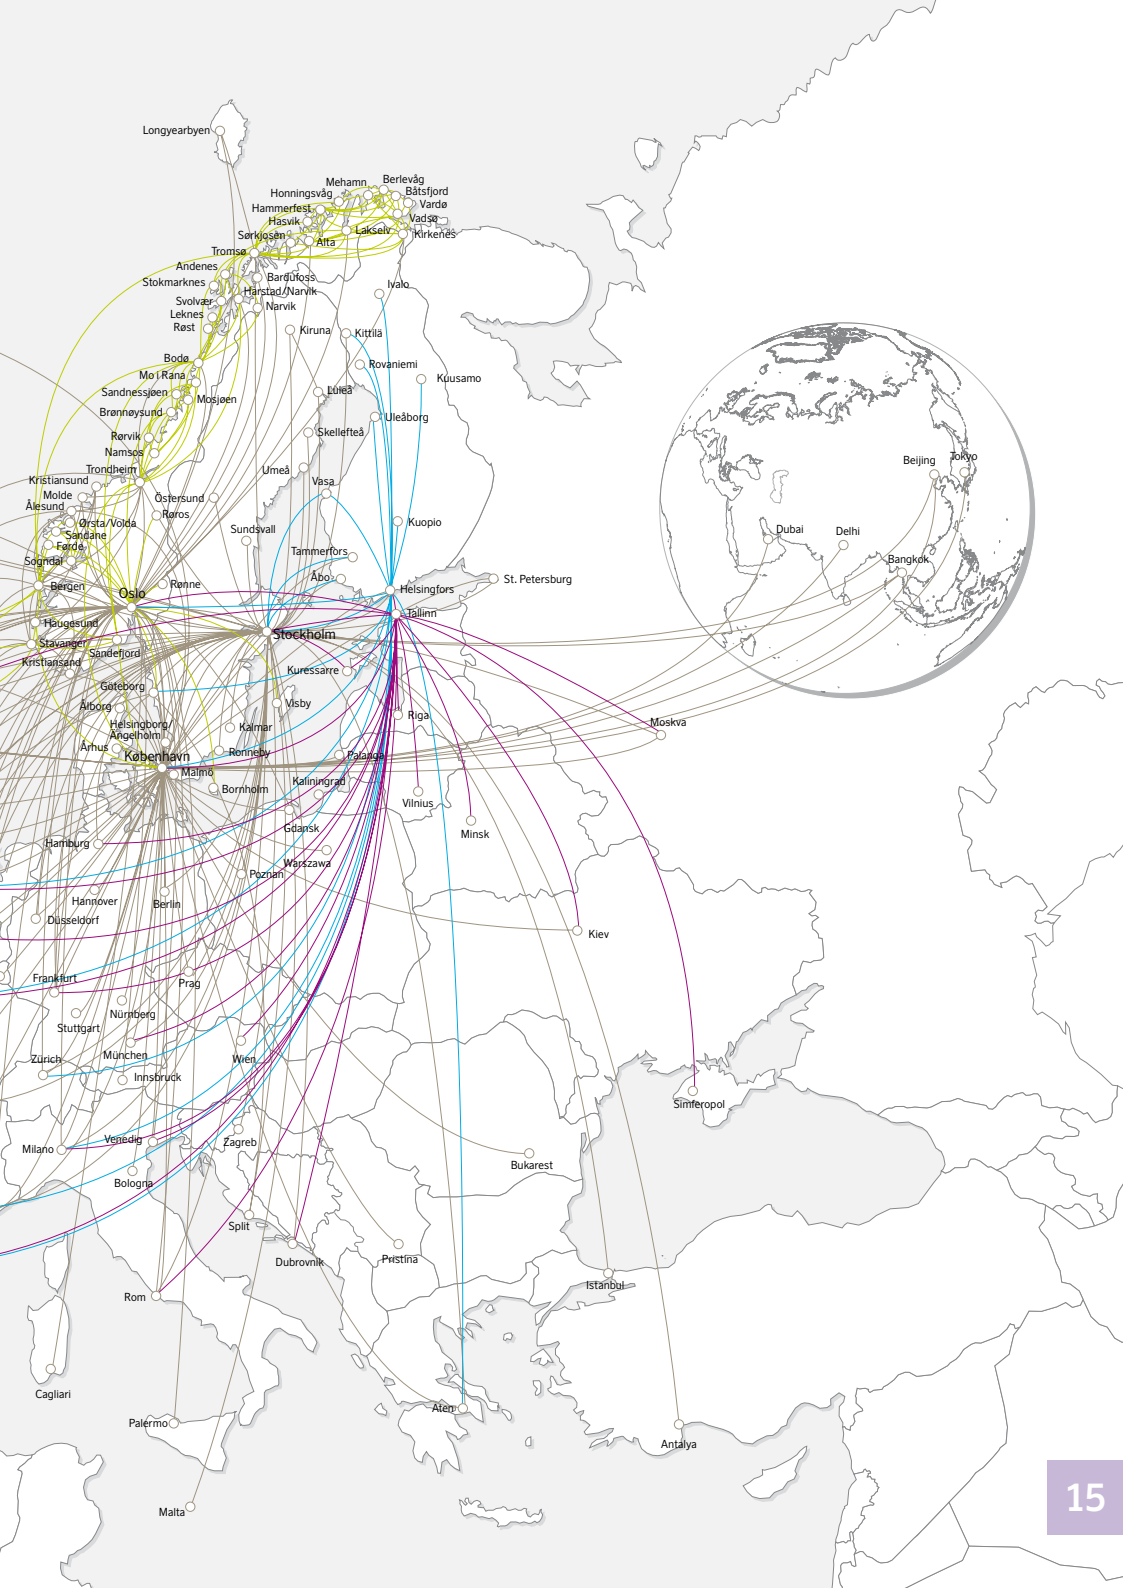 Longyearbyen
Berlevåg
Mehamn
Båtsfjord
Honningsvåg
Vardø
Hammerfest
Vadsø
Hasvik
Lakselv
Kirkenes
Sørkjosen
Alta
Tromsø
Andenes
Bardufoss
Stokmarknes
Ivalo
Harstad/Narvik
Svolvær
Narvik
Leknes
Røst
Kiruna
Kittilä
Bodø
Rovaniemi
Mo i Rana
Kuusamo
Sandnessjøen
Luleå
Mosjøen
Brønnøysund
Uleåborg
Skellefteå
Rørvik
Namsos
Beijing
Tokyo
Trondheim
Umeå
Kristiansund
Vasa
Molde
Östersund
Ålesund
Røros
Ørsta/Volda
Kuopio
Sundsvall
Dubai
Delhi
Sandane
Førde
Tammerfors
Sogndal
Bangkok
Åbo
St. Petersburg
Bergen
Rønne
Oslo
Helsingfors
Tallinn
Haugesund
Stockholm
Stavanger
Sandefjord
Kristiansand
Kuressarre
Göteborg
Visby
Ålborg
Riga
Moskva
Helsingborg/
Ängelholm
Kalmar
Århus
Ronneby
København
Palanga
Malmö
Kaliningrad
Bornholm
Vilnius
Gdansk
Minsk
Hamburg
Warszawa
Poznan
Hannover
Berlin
Düsseldorf
Kiev
Frankfurt
Prag
Nürnberg
Stuttgart
München
Zürich
Wien
Innsbruck
Simferopol
Venedig
Zagreb
Milano
Bukarest
Bologna
Split
Dubrovnik
Pristina
Istanbul
Rom
Cagliari
Aten
Palermo
Antalya
15
Malta